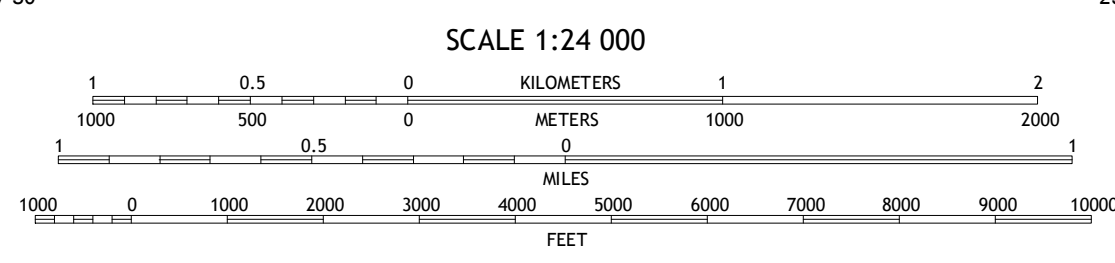 SCALE 1:24 000
1 0.5 0 KILOMETERS 1 2
1000 500 0 METERS 1000 2000
1 0.5 0 1
MILES
1000 0 1000 2000 3000 4000 5000 6000 7000 8000 9000 10000
FEET